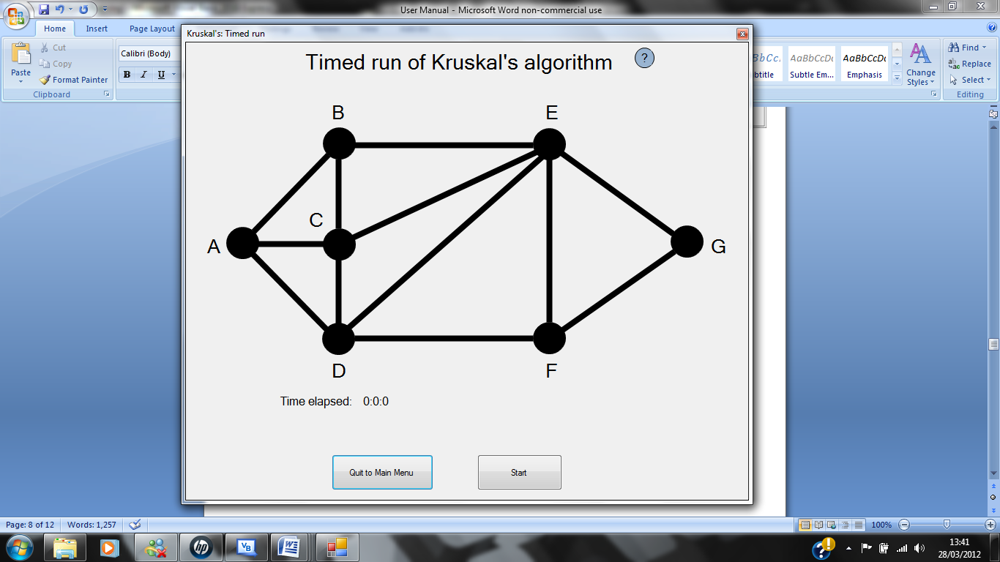 User Manual - Microsoft Word non-commercial use
Home Insert Page Layout
Cut
Copy
Format Painter
Paste
Clipboard
Calibri (Body)
B I U
AaBbCcDc
AaBbCcDc
Subtle Em...
Emphasis
Change
Styles
Find
Replace
Select
Editing
Kruskal's: Timed run
Timed run of Kruskal's algorithm ?
B E
C
A G
D F
Time elapsed: 0:0:0
Quit to Main Menu Start
Page: 8 of 12 Words: 1,257 100%
hp VB W
13:41
28/03/2012